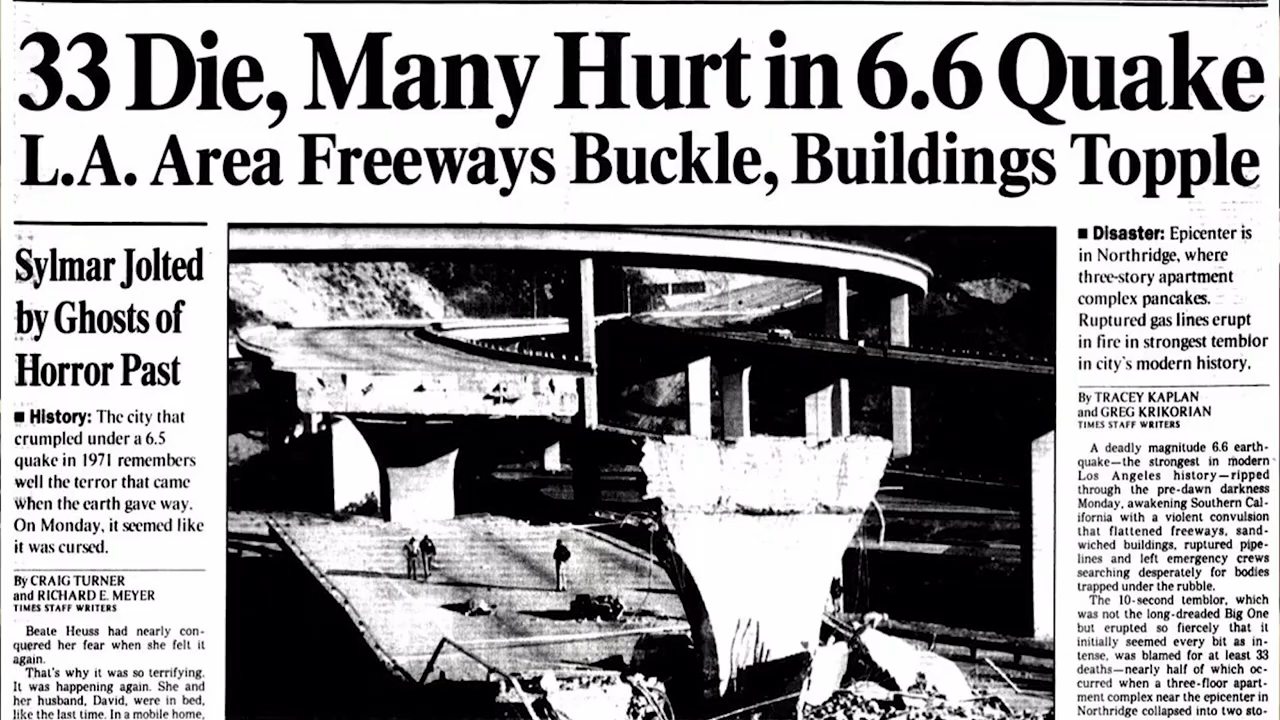 33 Die, Many Hurt in 6.6 Quake
L.A. Area Freeways Buckle, Buildings Topple
Sylmar Jolted
by Ghosts of
Horror Past
■ History: The city that
crumpled under a 6.5
quake in 1971 remembers
well the terror that came
when the earth gave way.
On Monday, it seemed like
it was cursed.
By CRAIG TURNER
and RICHARD E. MEYER
TIMES STAFF WRITERS
Beate Heuss had nearly con-
quered her fear when she felt it
again.
That's why it was so terrifying.
It was happening again. She and
her husband, David, were in bed,
like the last time. In a mobile home,
■ Disaster: Epicenter is
in Northridge, where
three-story apartment
complex pancakes.
Ruptured gas lines erupt
in fire in strongest temblor
in city's modern history.
By TRACEY KAPLAN
and GREG KRIKORIAN
TIMES STAFF WRITERS
A deadly magnitude 6.6 earth-
quake—the strongest in modern
Los Angeles history—ripped
through the pre-dawn darkness
Monday, awakening Southern Cal-
ifornia with a violent convulsion
that flattened freeways, sand-
wiched buildings, ruptured pipe-
lines and left emergency crews
searching desperately for bodies
trapped under the rubble.
The 10-second temblor, which
was not the long-dreaded Big One
but erupted so fiercely that it
initially seemed every bit as in-
tense, was blamed for at least 33
deaths—nearly half of which oc-
curred when a three-floor apart-
ment complex near the epicenter in
Northridge collapsed into two sto-